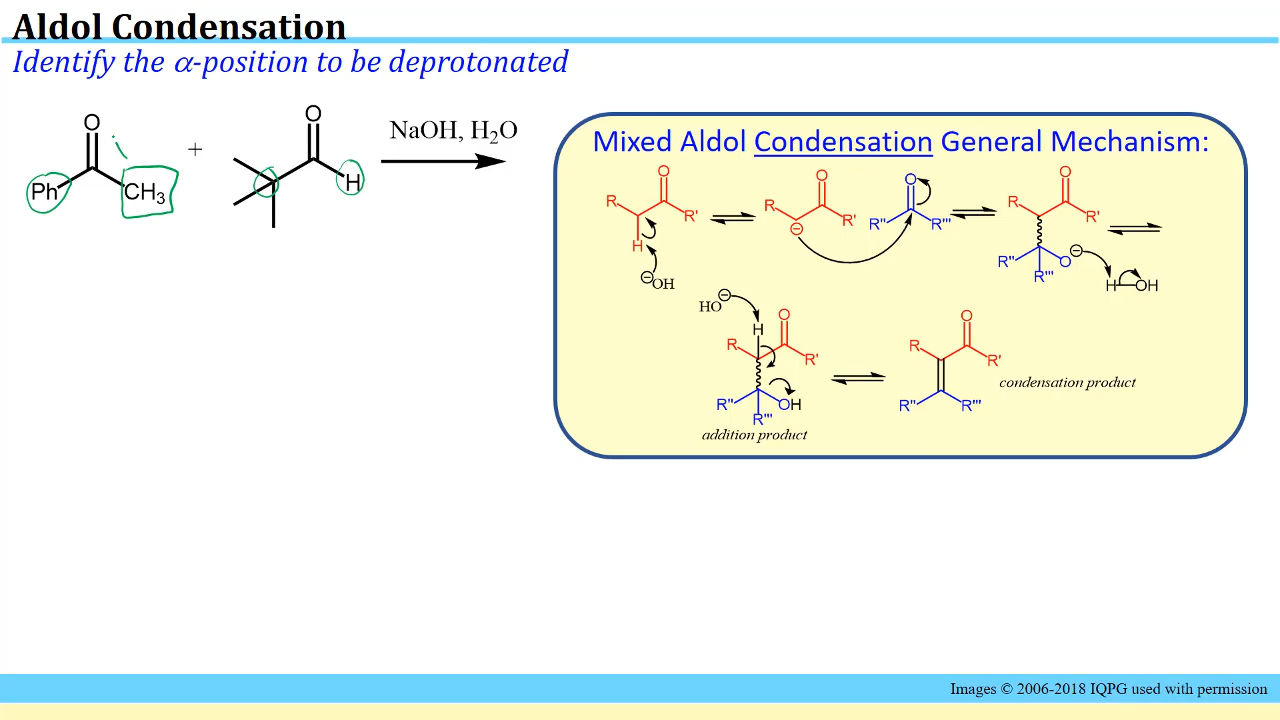 Aldol Condensation
Identify the α-position to be deprotonated
O
Ph
CH3
+
O
H
NaOH, H2O
Mixed Aldol Condensation General Mechanism:
O
R
R'
H
⊖OH
O
R
R'
⊖
O
R"
R'''
O
R
R'
R"
R'''
O
⊖
H
OH
HO
⊖
H
O
R
R'
R"
R'''
OH
addition product
O
R
R'
R"
R'''
condensation product
Images © 2006-2018 IQPG used with permission